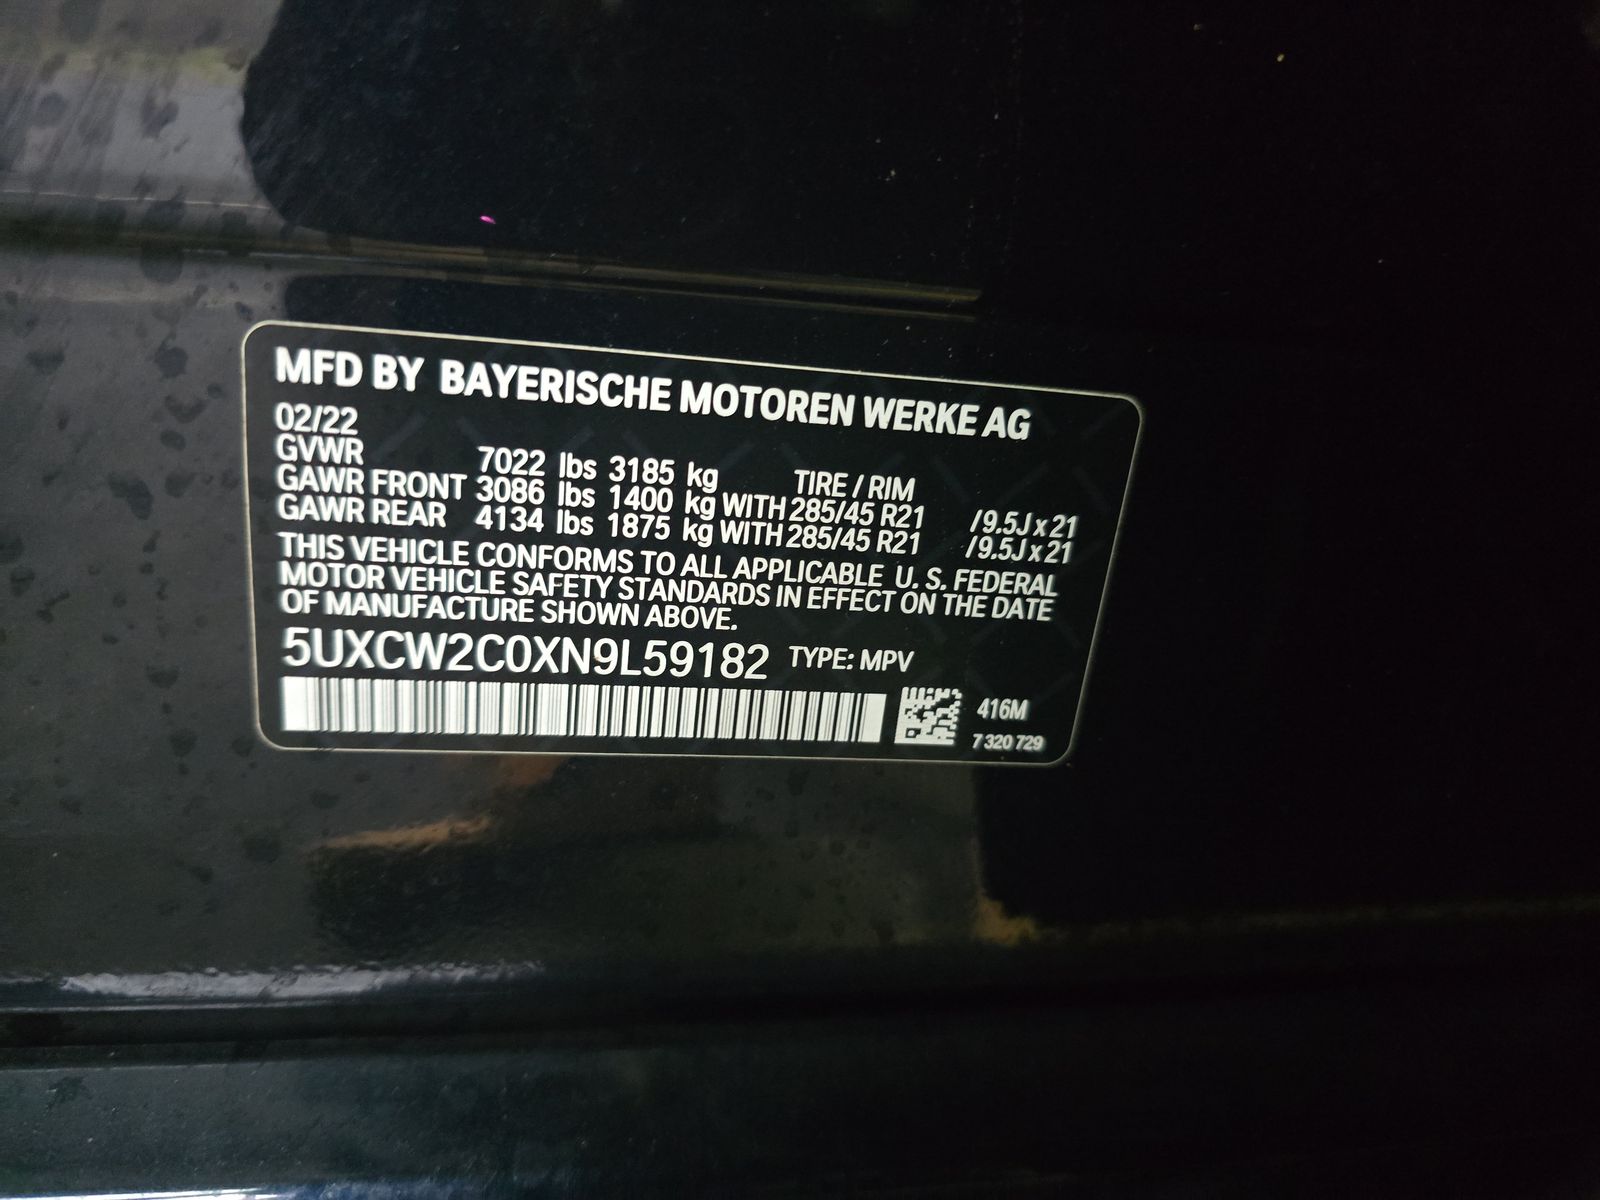 MFD BY BAYERISCHE MOTOREN WERKE AG
02/22
GVWR 7022 lbs 3185 kg TIRE / RIM
GAWR FRONT 3086 lbs 1400 kg WITH 285/45 R21 /9.5J x 21
GAWR REAR 4134 lbs 1875 kg WITH 285/45 R21 /9.5J x 21
THIS VEHICLE CONFORMS TO ALL APPLICABLE U. S. FEDERAL
MOTOR VEHICLE SAFETY STANDARDS IN EFFECT ON THE DATE
OF MANUFACTURE SHOWN ABOVE.
5UXCW2C0XN9L59182 TYPE: MPV
416M
7 320 729